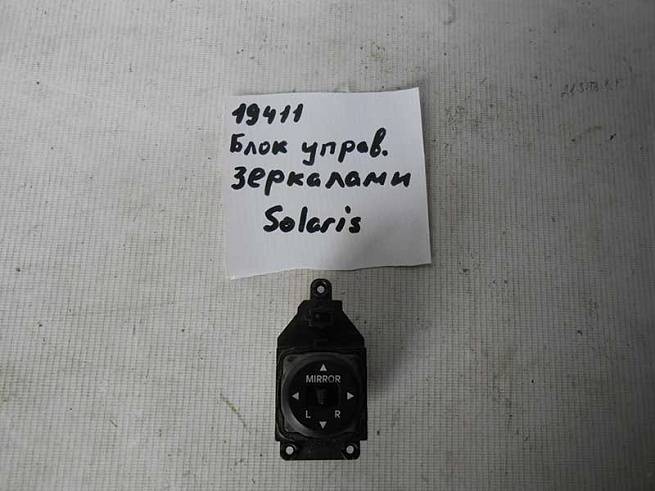 19411
Блок управ.
Зеркалами
Solaris
MIRROR
L R